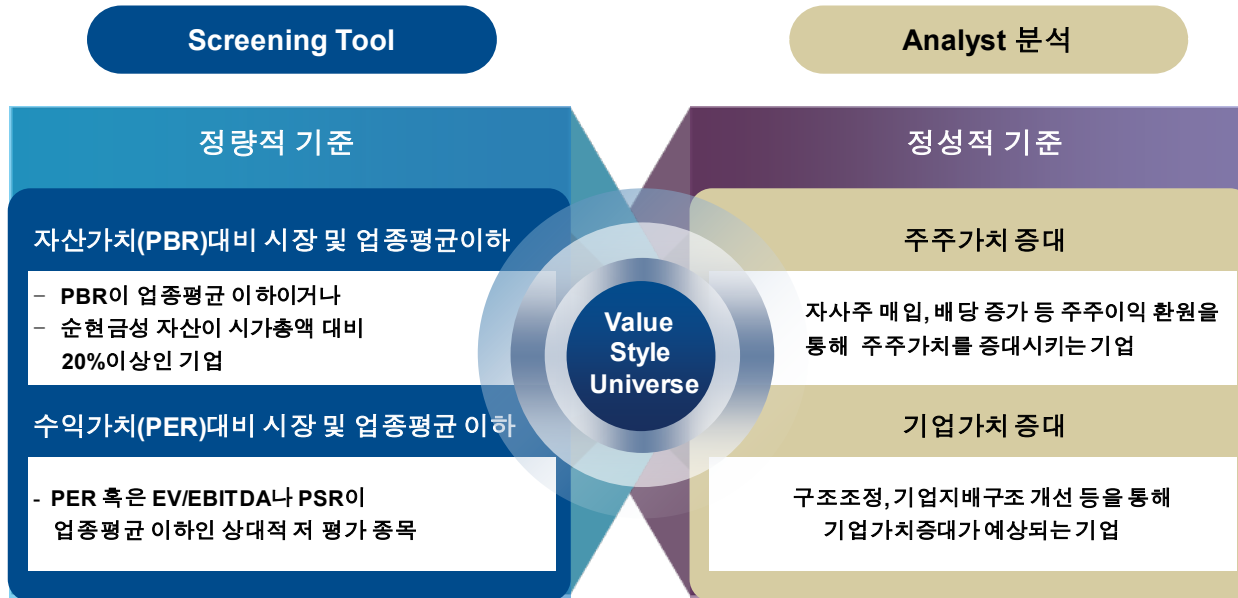 Screening Tool
Analyst 분석
정량적 기준
정성적 기준
자산가치(PBR)대비 시장 및 업종평균이하
– PBR이 업종평균 이하이거나
– 순현금성 자산이 시가총액 대비
20%이상인 기업
수익가치(PER)대비 시장 및 업종평균 이하
- PER 혹은 EV/EBITDA나 PSR이
업종평균 이하인 상대적 저 평가 종목
Value
Style
Universe
주주가치 증대
자사주 매입, 배당 증가 등 주주이익 환원을
통해 주주가치를 증대시키는 기업
기업가치 증대
구조조정, 기업지배구조 개선 등을 통해
기업가치증대가 예상되는 기업